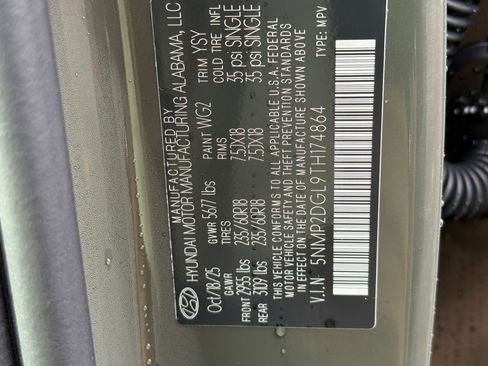 MANUFACTURED BY
HYUNDAI MOTOR MANUFACTURING ALABAMA, LLC
Oct/18/25 PAINT: WG2 TRIM YSY
GVWR 5677 lbs
GAWR TIRES RIMS COLD TIRE INF.
FRONT 2955 lbs 235/60R18 7.5JX18 35 psi SINGLE
REAR 3109 lbs 235/60R18 7.5JX18 35 psi SINGLE
THIS VEHICLE CONFORMS TO ALL APPLICABLE U.S.A. FEDERAL
MOTOR VEHICLE SAFETY AND THEFT PREVENTION STANDARDS
IN EFFECT ON THE DATE OF MANUFACTURE SHOWN ABOVE
V.I.N 5NMP2DGL9TH174864 TYPE: MPV